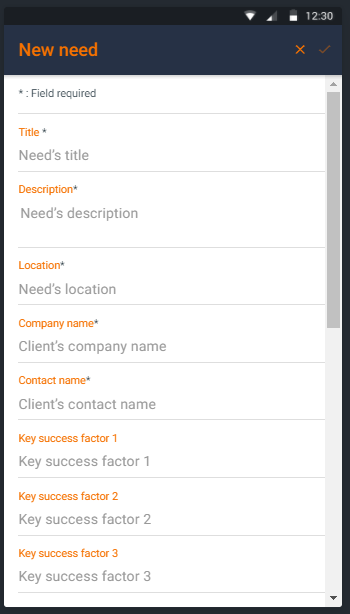 12:30
New need
* : Field required
Title *
Need's title
Description*
Need's description
Location*
Need's location
Company name*
Client's company name
Contact name*
Client's contact name
Key success factor 1
Key success factor 1
Key success factor 2
Key success factor 2
Key success factor 3
Key success factor 3